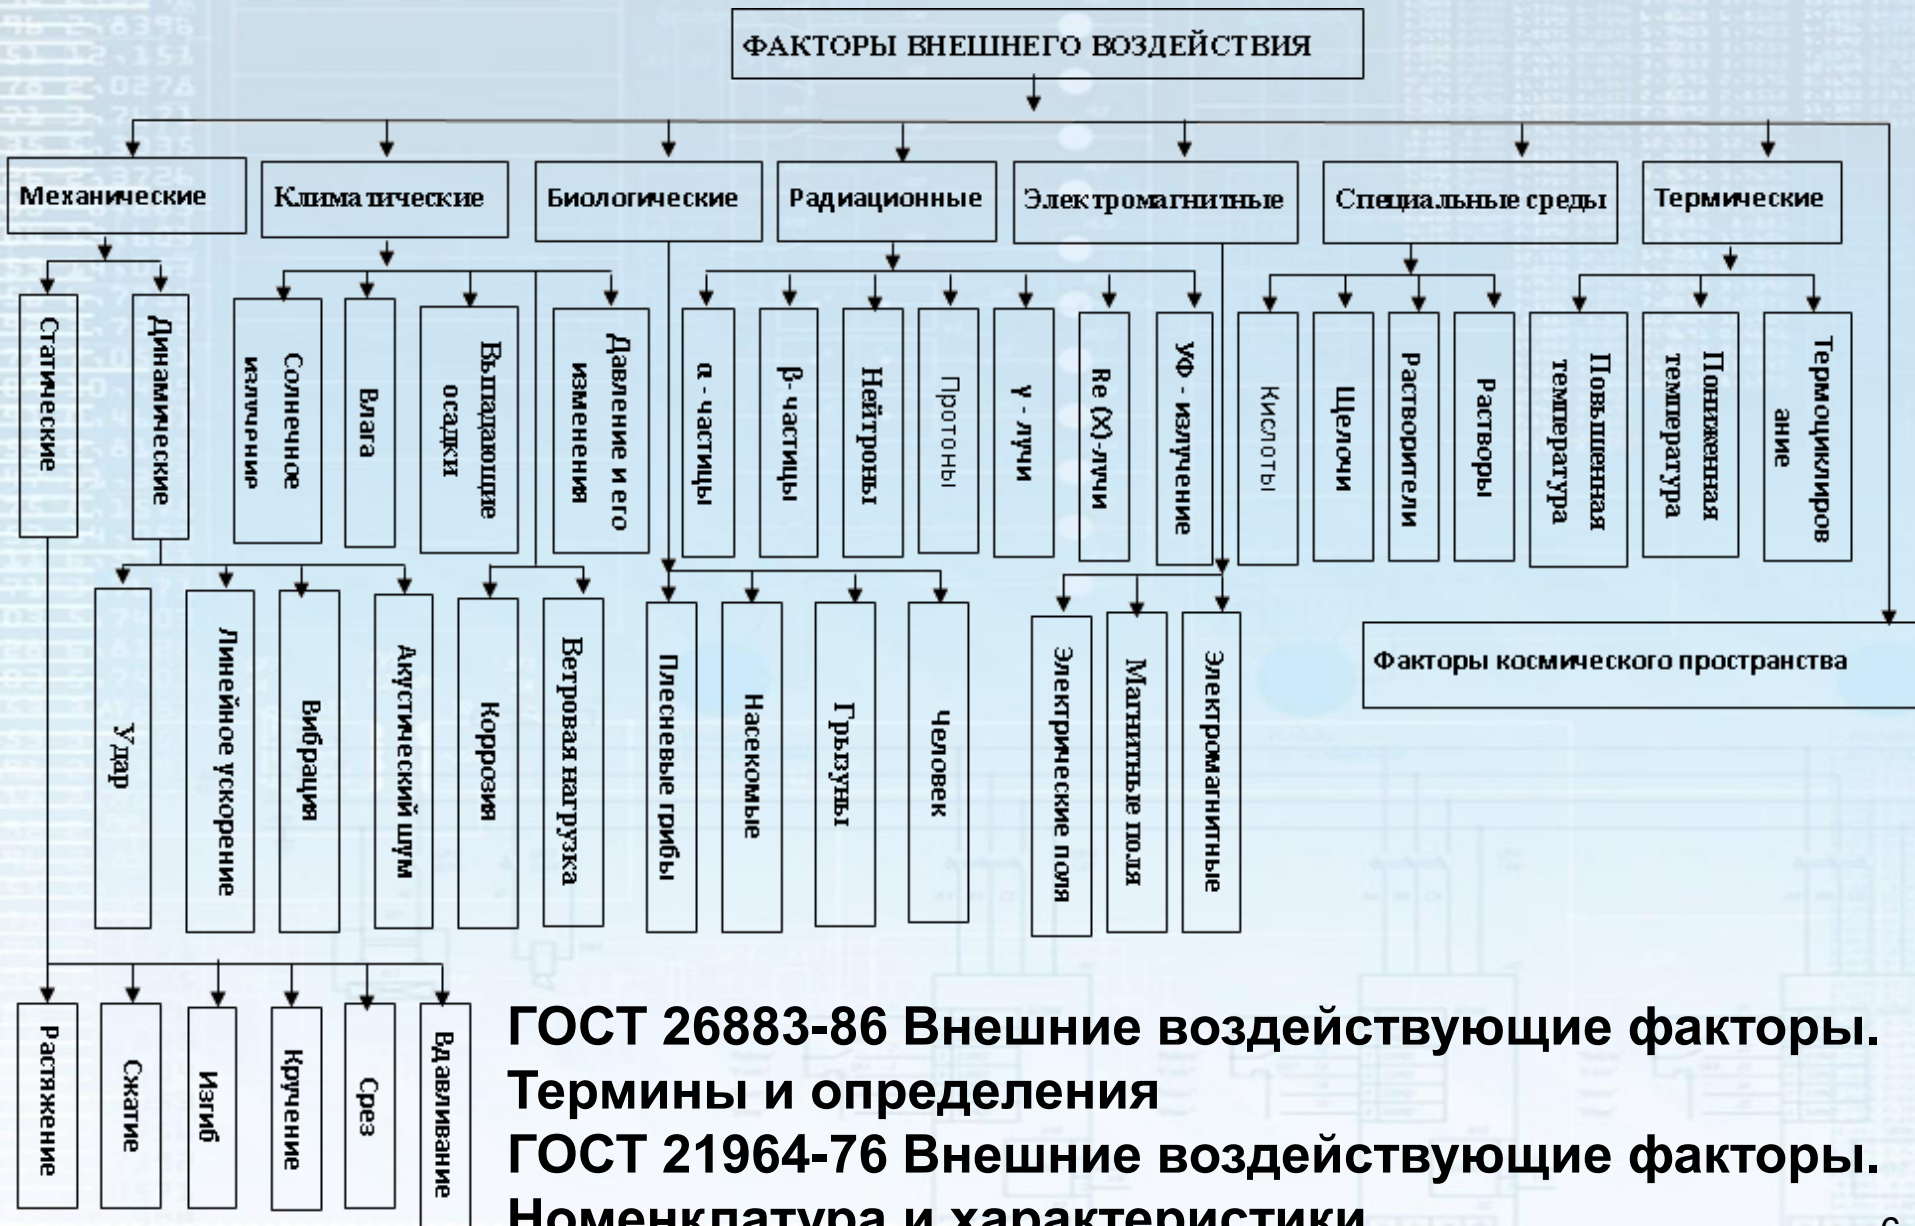 ФАКТОРЫ ВНЕШНЕГО ВОЗДЕЙСТВИЯ
Механические
Климатические
Биологические
Радиационные
Электромагнитные
Специальные среды
Термические
Статические
Динамические
Солнечное
излучение
Влага
Выпадающие
осадки
Давление и его
изменения
α - частицы
β- частицы
Нейтроны
Протоны
γ - лучи
Re (X)-лучи
УФ - излучение
Кислоты
Щелочи
Растворители
Растворы
Повышенная
температура
Пониженная
температура
Термоциклиров
ание
Удар
Линейное ускорение
Вибрация
Акустический шум
Коррозия
Ветровая нагрузка
Плесневые грибы
Насекомые
Грызуны
Человек
Электрические поля
Магнитные поля
Электромагнитные
Факторы космического пространства
Растяжение
Сжатие
Изгиб
Кручение
Срез
Вдавливание
ГОСТ 26883-86 Внешние воздействующие факторы.
Термины и определения
ГОСТ 21964-76 Внешние воздействующие факторы.
Номенклатура и характеристики